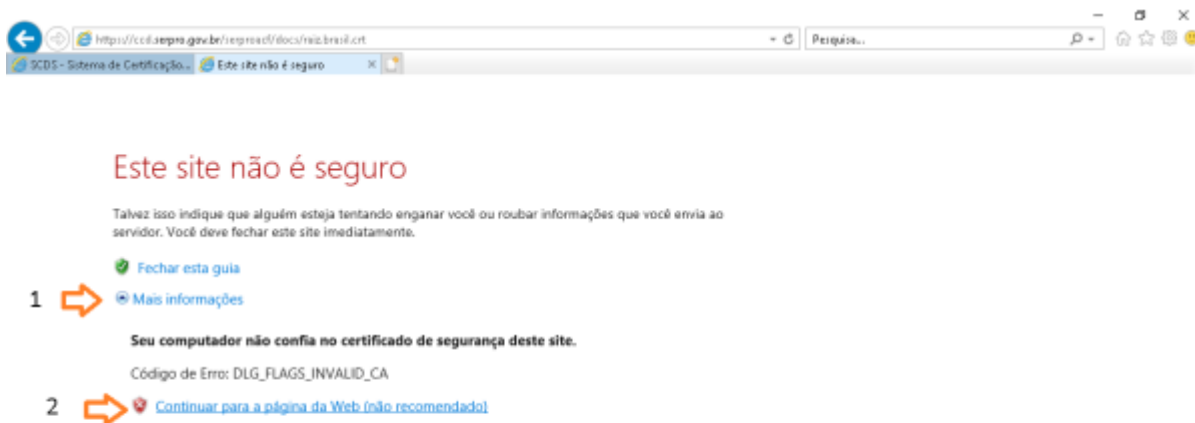 https://ccd.serpro.gov.br/serproacf/docs/raiz.brasil.crt
Pesquisa...
SCDS - Sistema de Certificação...
Este site não é seguro
Este site não é seguro
Talvez isso indique que alguém esteja tentando enganar você ou roubar informações que você envia ao
servidor. Você deve fechar este site imediatamente.
Fechar esta guia
1
Mais informações
Seu computador não confia no certificado de segurança deste site.
Código de Erro: DLG_FLAGS_INVALID_CA
2
Continuar para a página da Web (não recomendado)